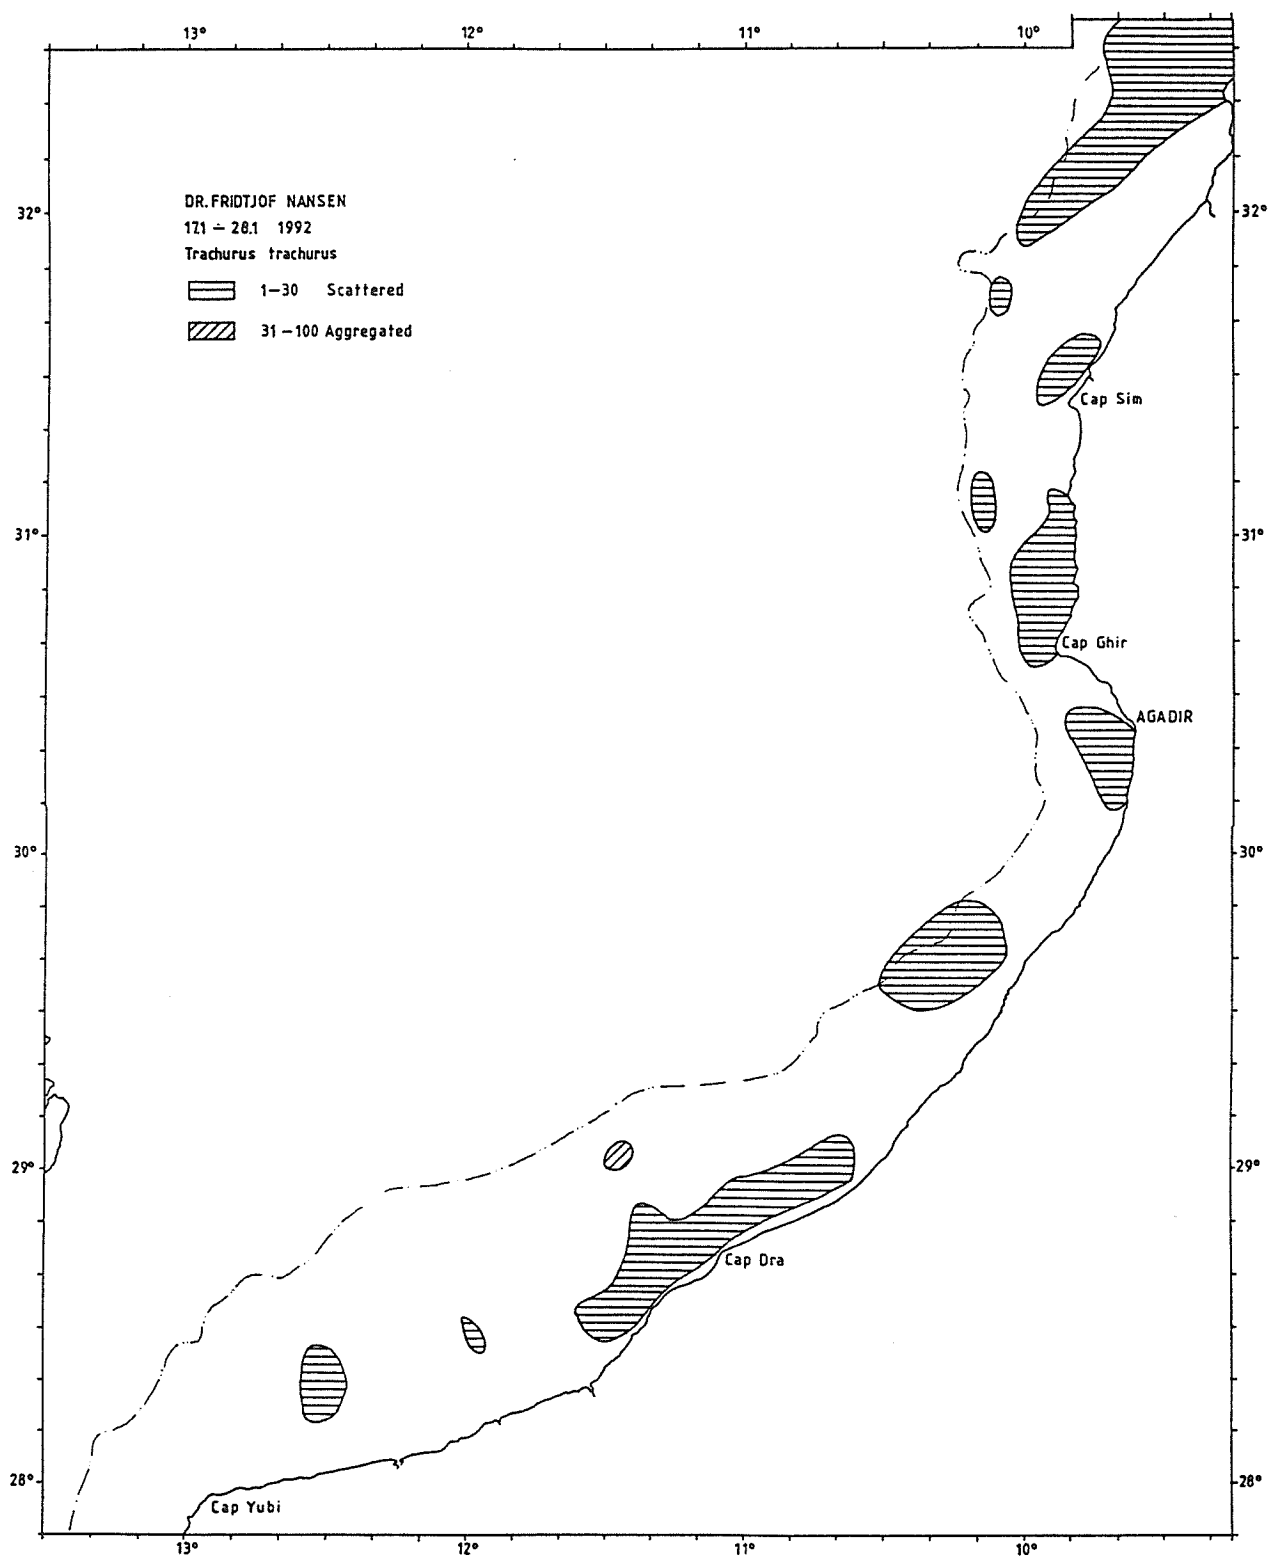 13° 12° 11° 10°
DR. FRIDTJOF NANSEN
17.1 – 28.1 1992
Trachurus trachurus
1–30 Scattered
31–100 Aggregated
32° 32°
Cap Sim
31° 31°
Cap Ghir
AGADIR
30° 30°
29° 29°
Cap Dra
28° 28°
Cap Yubi
13° 12° 11° 10°